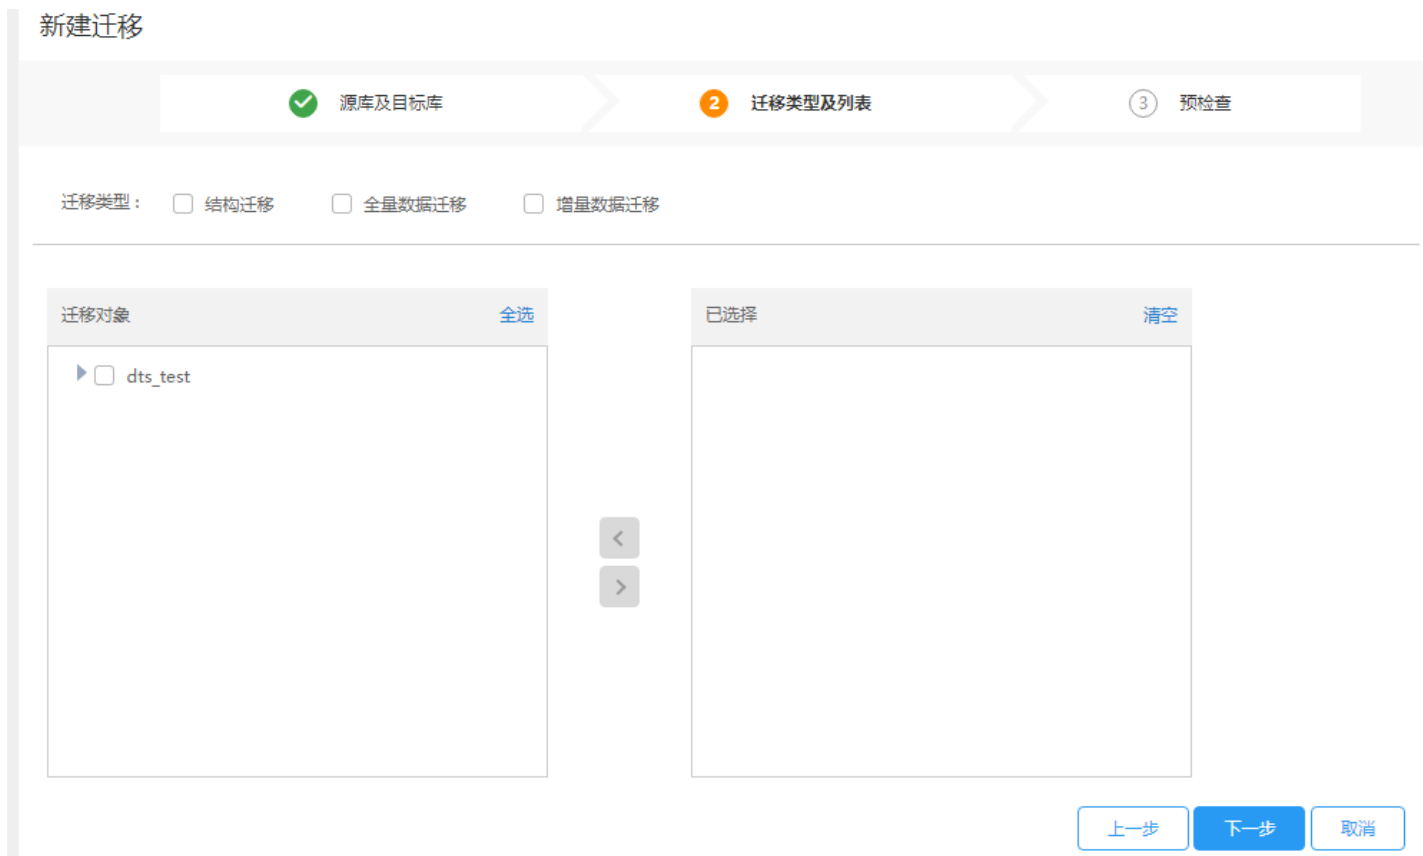 新建迁移
源库及目标库 2 迁移类型及列表 3 预检查
迁移类型： 结构迁移 全量数据迁移 增量数据迁移
迁移对象 全选 已选择 清空
dts_test
上一步 下一步 取消